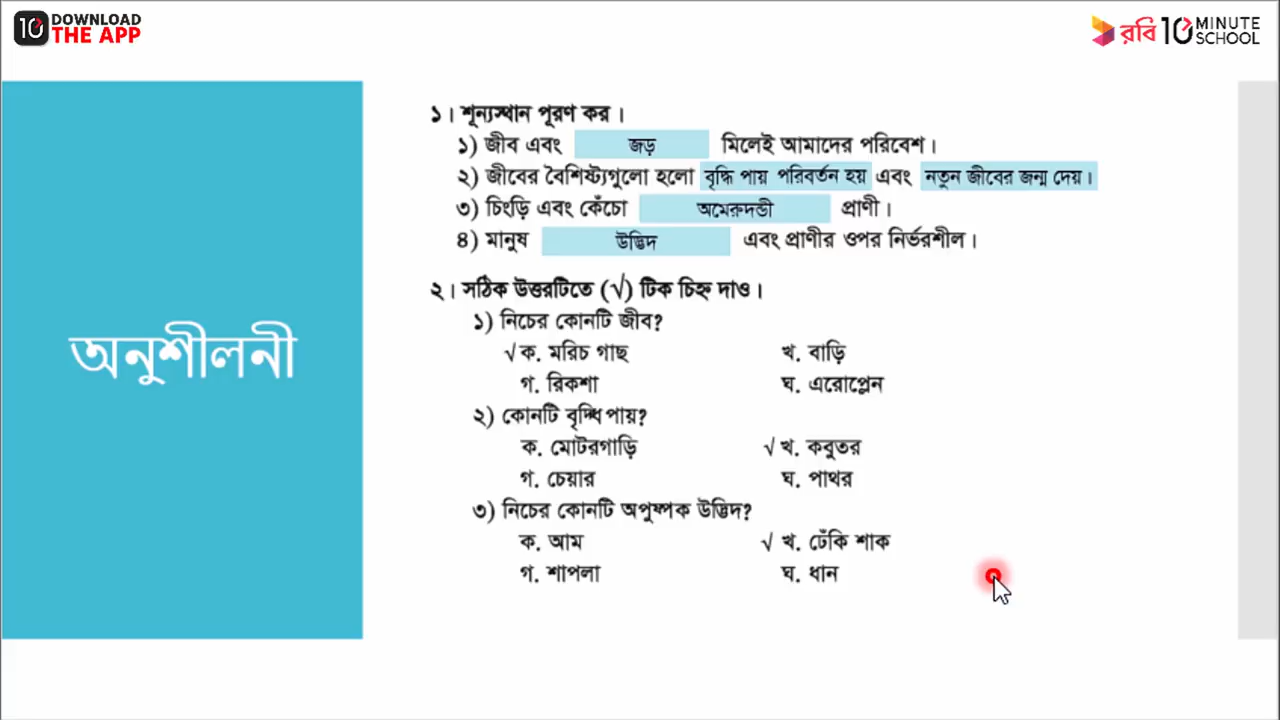 DOWNLOAD
THE APP
রবি 10 MINUTE SCHOOL
অনুশীলনী
১। শূন্যস্থান পূরণ কর।
১) জীব এবং জড় মিলেই আমাদের পরিবেশ।
২) জীবের বৈশিষ্ট্যগুলো হলো বৃদ্ধি পায় পরিবর্তন হয় এবং নতুন জীবের জন্ম দেয়।
৩) চিংড়ি এবং কেঁচো অমেরুদন্ডী প্রাণী।
৪) মানুষ উদ্ভিদ এবং প্রাণীর ওপর নির্ভরশীল।
২। সঠিক উত্তরটিতে (√) টিক চিহ্ন দাও।
১) নিচের কোনটি জীব?
√ ক. মরিচ গাছ খ. বাড়ি
গ. রিকশা ঘ. এরোপ্লেন
২) কোনটি বৃদ্ধি পায়?
ক. মোটরগাড়ি √ খ. কবুতর
গ. চেয়ার ঘ. পাথর
৩) নিচের কোনটি অপুষ্পক উদ্ভিদ?
ক. আম √ খ. ঢেঁকি শাক
গ. শাপলা ঘ. ধান